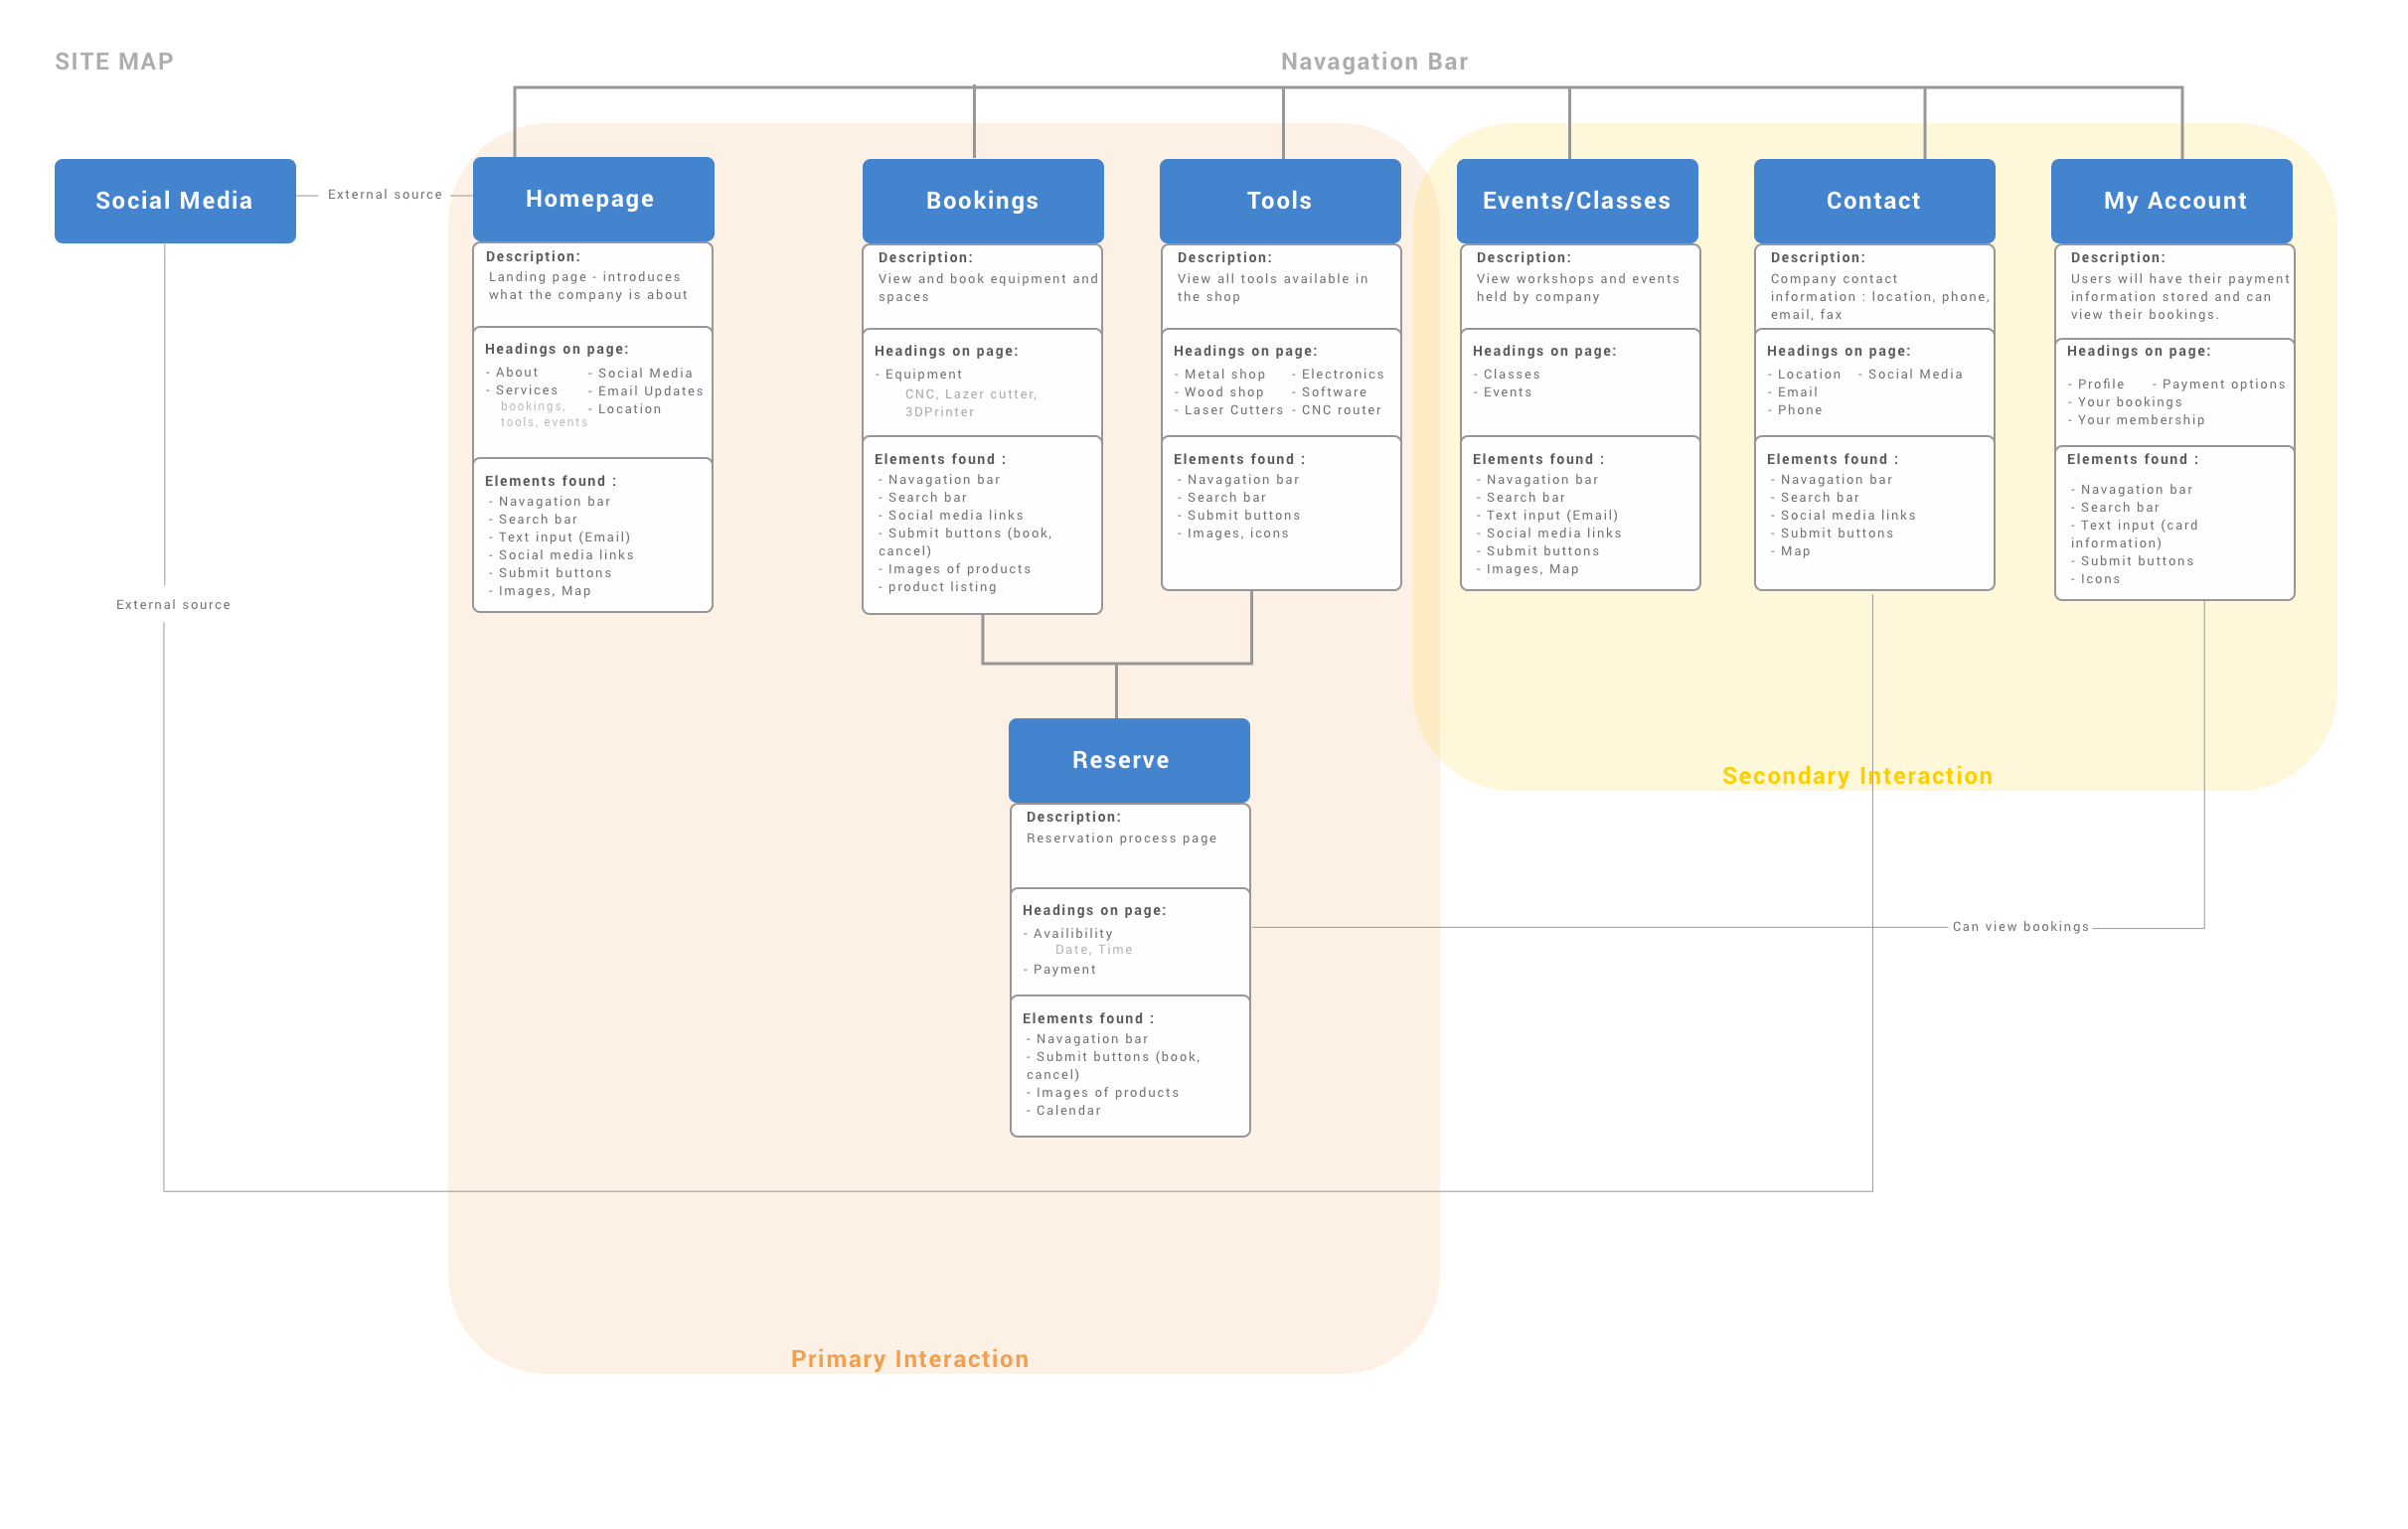 SITE MAP
Navagation Bar
Social Media
External source
External source
Homepage
Description:
Landing page - introduces
what the company is about
Headings on page:
- About
- Services
bookings,
tools, events
- Social Media
- Email Updates
- Location
Elements found :
- Navagation bar
- Search bar
- Text input (Email)
- Social media links
- Submit buttons
- Images, Map
Bookings
Description:
View and book equipment and
spaces
Headings on page:
- Equipment
CNC, Lazer cutter,
3DPrinter
Elements found :
- Navagation bar
- Search bar
- Social media links
- Submit buttons (book,
cancel)
- Images of products
- product listing
Tools
Description:
View all tools available in
the shop
Headings on page:
- Metal shop
- Wood shop
- Laser Cutters
- Electronics
- Software
- CNC router
Elements found :
- Navagation bar
- Search bar
- Submit buttons
- Images, icons
Events/Classes
Description:
View workshops and events
held by company
Headings on page:
- Classes
- Events
Elements found :
- Navagation bar
- Search bar
- Text input (Email)
- Social media links
- Submit buttons
- Images, Map
Contact
Description:
Company contact
information : location, phone,
email, fax
Headings on page:
- Location
- Email
- Phone
- Social Media
Elements found :
- Navagation bar
- Search bar
- Social media links
- Submit buttons
- Map
My Account
Description:
Users will have their payment
information stored and can
view their bookings.
Headings on page:
- Profile
- Your bookings
- Your membership
- Payment options
Elements found :
- Navagation bar
- Search bar
- Text input (card
information)
- Submit buttons
- Icons
Reserve
Description:
Reservation process page
Headings on page:
- Availibility
Date, Time
- Payment
Elements found :
- Navagation bar
- Submit buttons (book,
cancel)
- Images of products
- Calendar
Secondary Interaction
Can view bookings
Primary Interaction